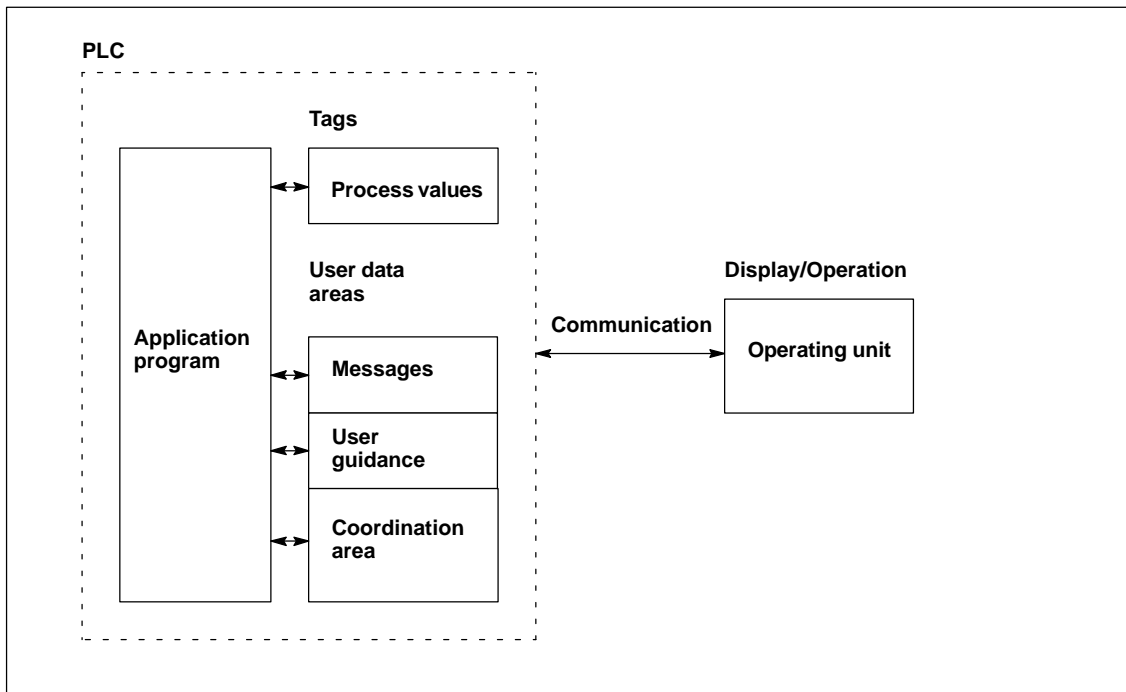 PLC
Tags
Process values
User data
areas
Application
program
Messages
User
guidance
Coordination
area
Communication
Display/Operation
Operating unit